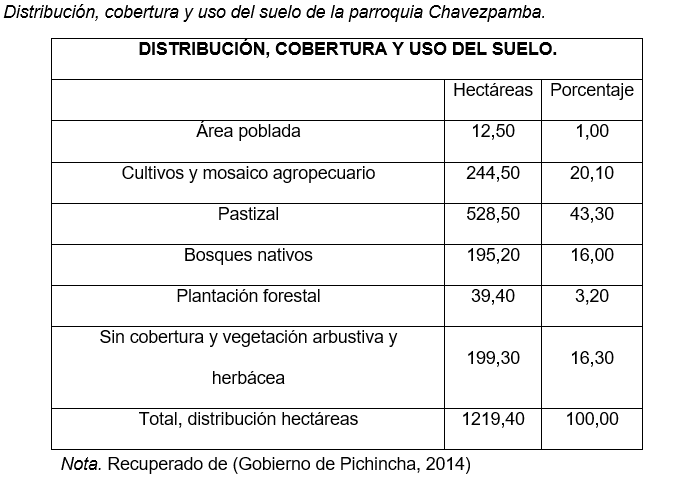 Distribución, cobertura y uso del suelo de la parroquia Chavezpamba.
DISTRIBUCIÓN, COBERTURA Y USO DEL SUELO.
Hectáreas Porcentaje
Área poblada 12,50 1,00
Cultivos y mosaico agropecuario 244,50 20,10
Pastizal 528,50 43,30
Bosques nativos 195,20 16,00
Plantación forestal 39,40 3,20
Sin cobertura y vegetación arbustiva y
herbácea 199,30 16,30
Total, distribución hectáreas 1219,40 100,00
Nota. Recuperado de (Gobierno de Pichincha, 2014)